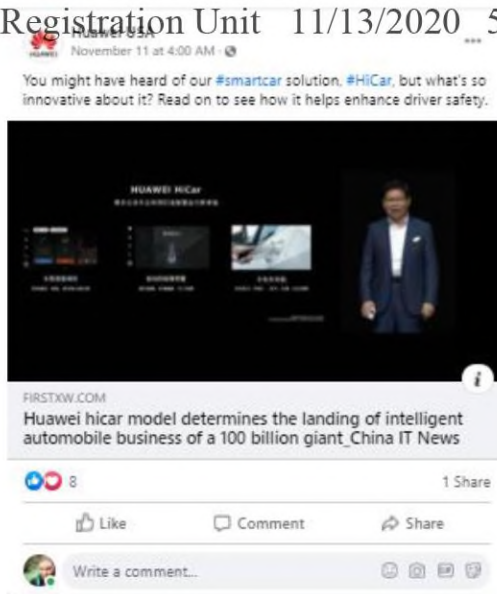 Registration Unit 11/13/2020 5
Huawei USA
HUAWEI
November 11 at 4:00 AM ·
You might have heard of our #smartcar solution, #HiCar, but what's so
innovative about it? Read on to see how it helps enhance driver safety.
HUAWEI HiCar
i
FIRSTXW.COM
Huawei hicar model determines the landing of intelligent
automobile business of a 100 billion giant_China IT News
8
1 Share
Like Comment Share
Write a comment...